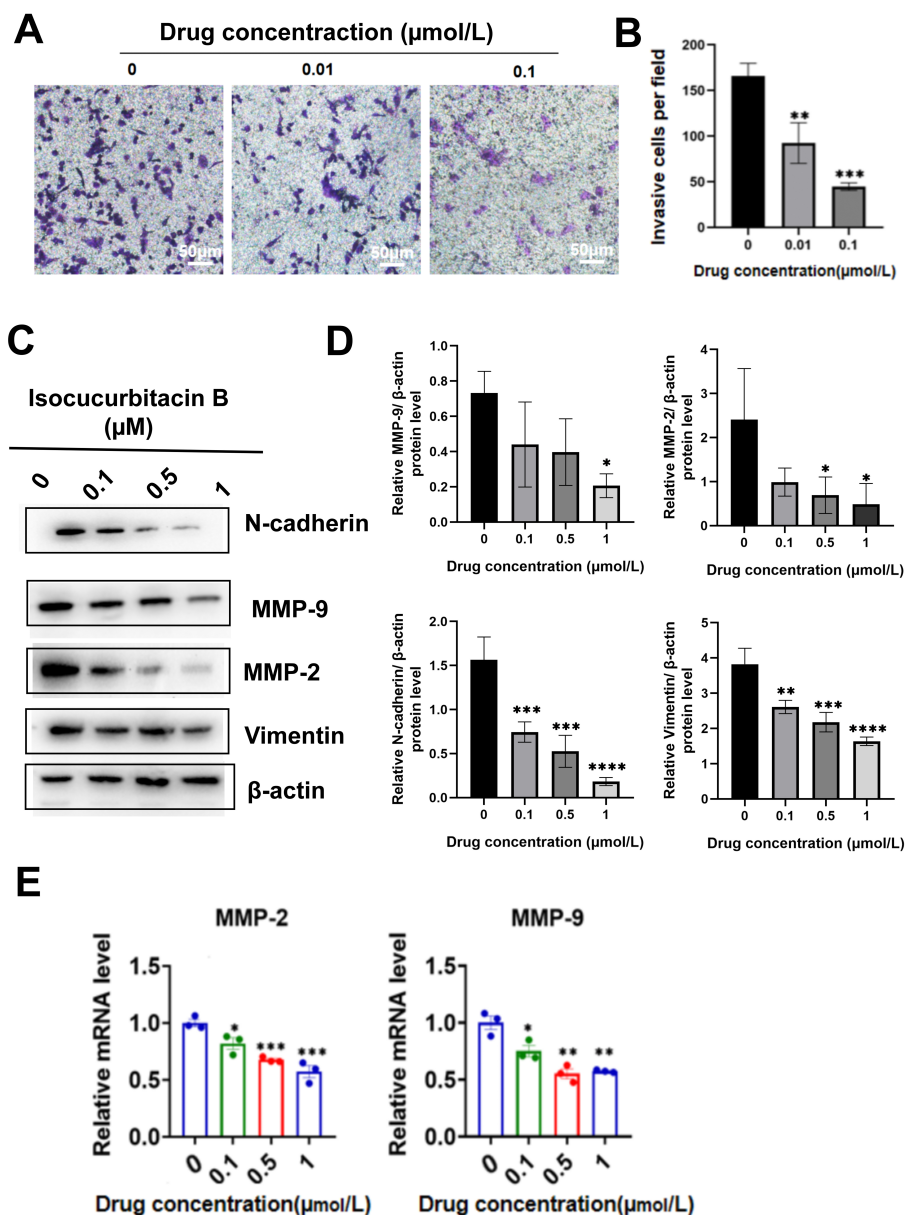 A
Drug concentraction (μmol/L)
0 0.01 0.1
50μm 50μm 50μm
B
Invasive cells per field
200
150
100
50
0
** ***
0 0.01 0.1
Drug concentration(μmol/L)
C
Isocucurbitacin B
(μM)
0 0.1 0.5 1
N-cadherin
MMP-9
MMP-2
Vimentin
β-actin
D
Relative MMP-9/ β-actin
protein level
1.0
0.8
0.6
0.4
0.2
0.0
*
0 0.1 0.5 1
Drug concentration (μmol/L)
Relative MMP-2/ β-actin
protein level
4
3
2
1
0
* *
0 0.1 0.5 1
Drug concentration (μmol/L)
Relative N-cadherin/ β-actin
protein level
2.0
1.5
1.0
0.5
0.0
*** *** ****
0 0.1 0.5 1
Drug concentration (μmol/L)
Relative Vimentin/ β-actin
protein level
5
4
3
2
1
0
** *** ****
0 0.1 0.5 1
Drug concentration (μmol/L)
E
MMP-2
Relative mRNA level
1.5
1.0
0.5
0.0
* *** ***
0 0.1 0.5 1
Drug concentration(μmol/L)
MMP-9
Relative mRNA level
1.5
1.0
0.5
0.0
* ** **
0 0.1 0.5 1
Drug concentration(μmol/L)